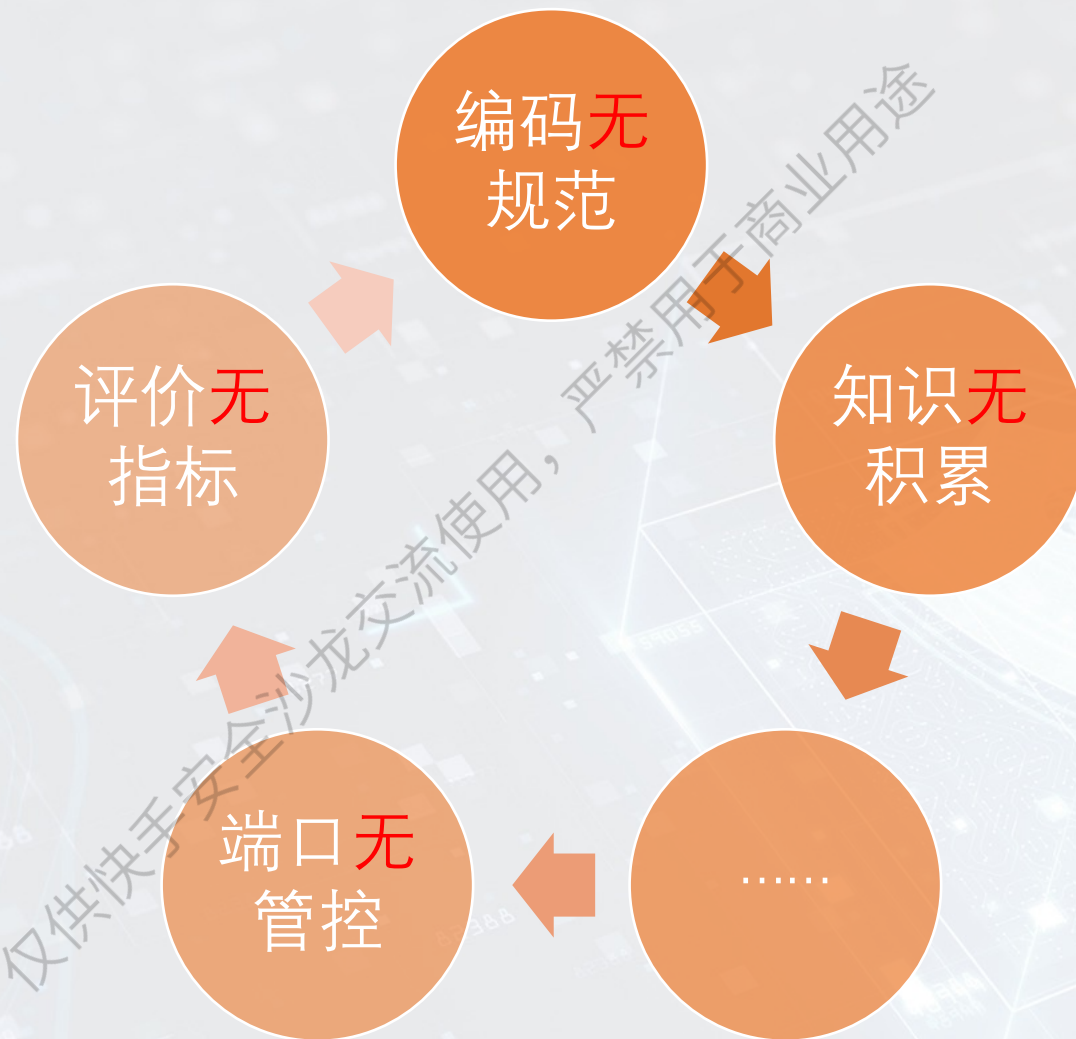 编码无
规范
知识无
积累
……
端口无
管控
评价无
指标
仅供快手安全沙龙交流使用，严禁用于商业用途